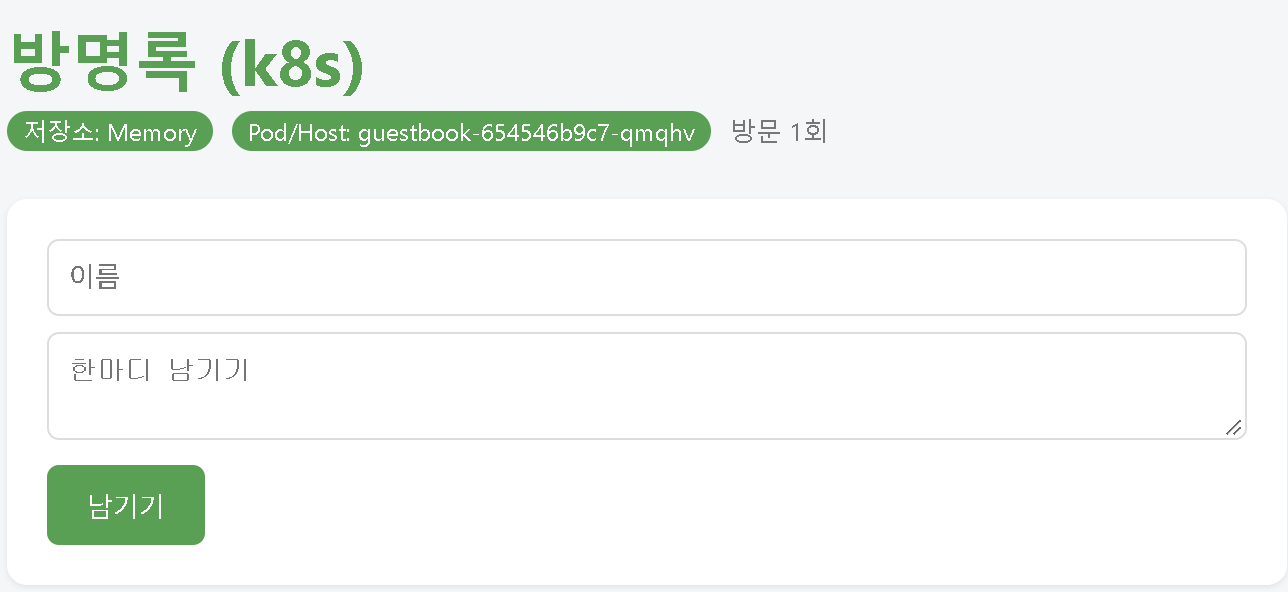 방명록 (k8s)
저장소: Memory Pod/Host: guestbook-654546b9c7-qmqhv 방문 1회
이름
한마디 남기기
남기기